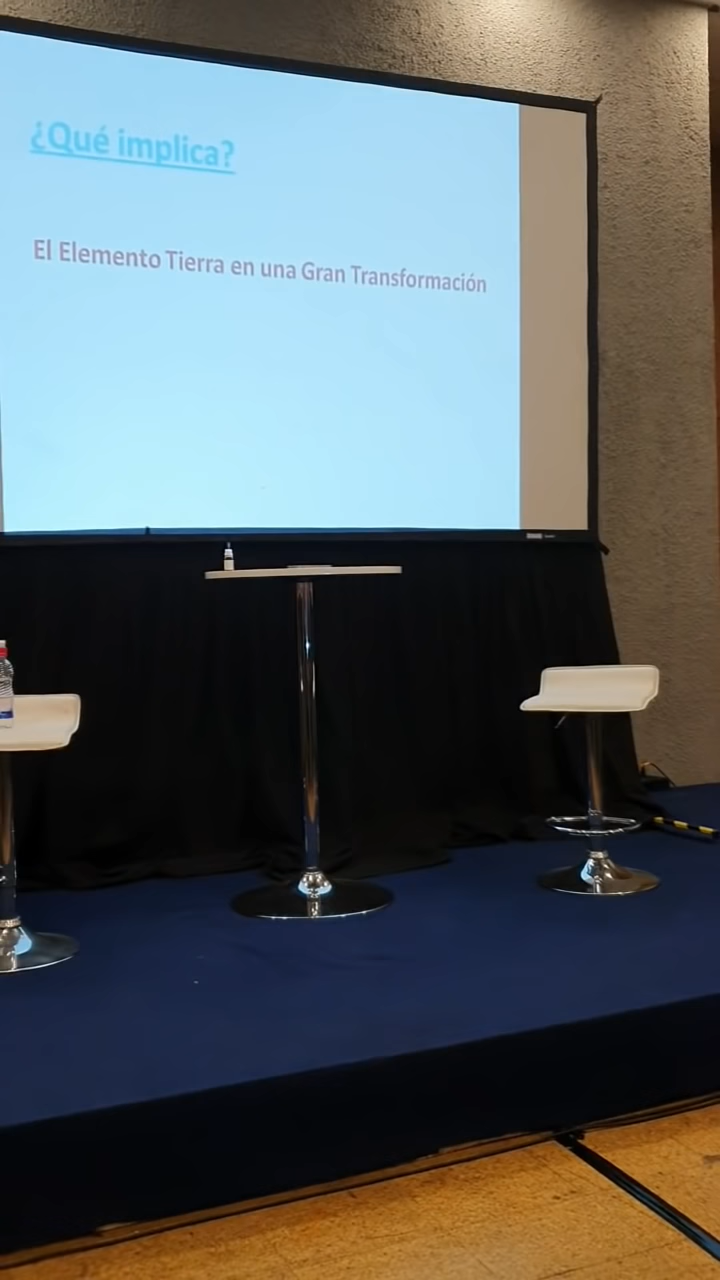 ¿Qué implica?
El Elemento Tierra en una Gran Transformación